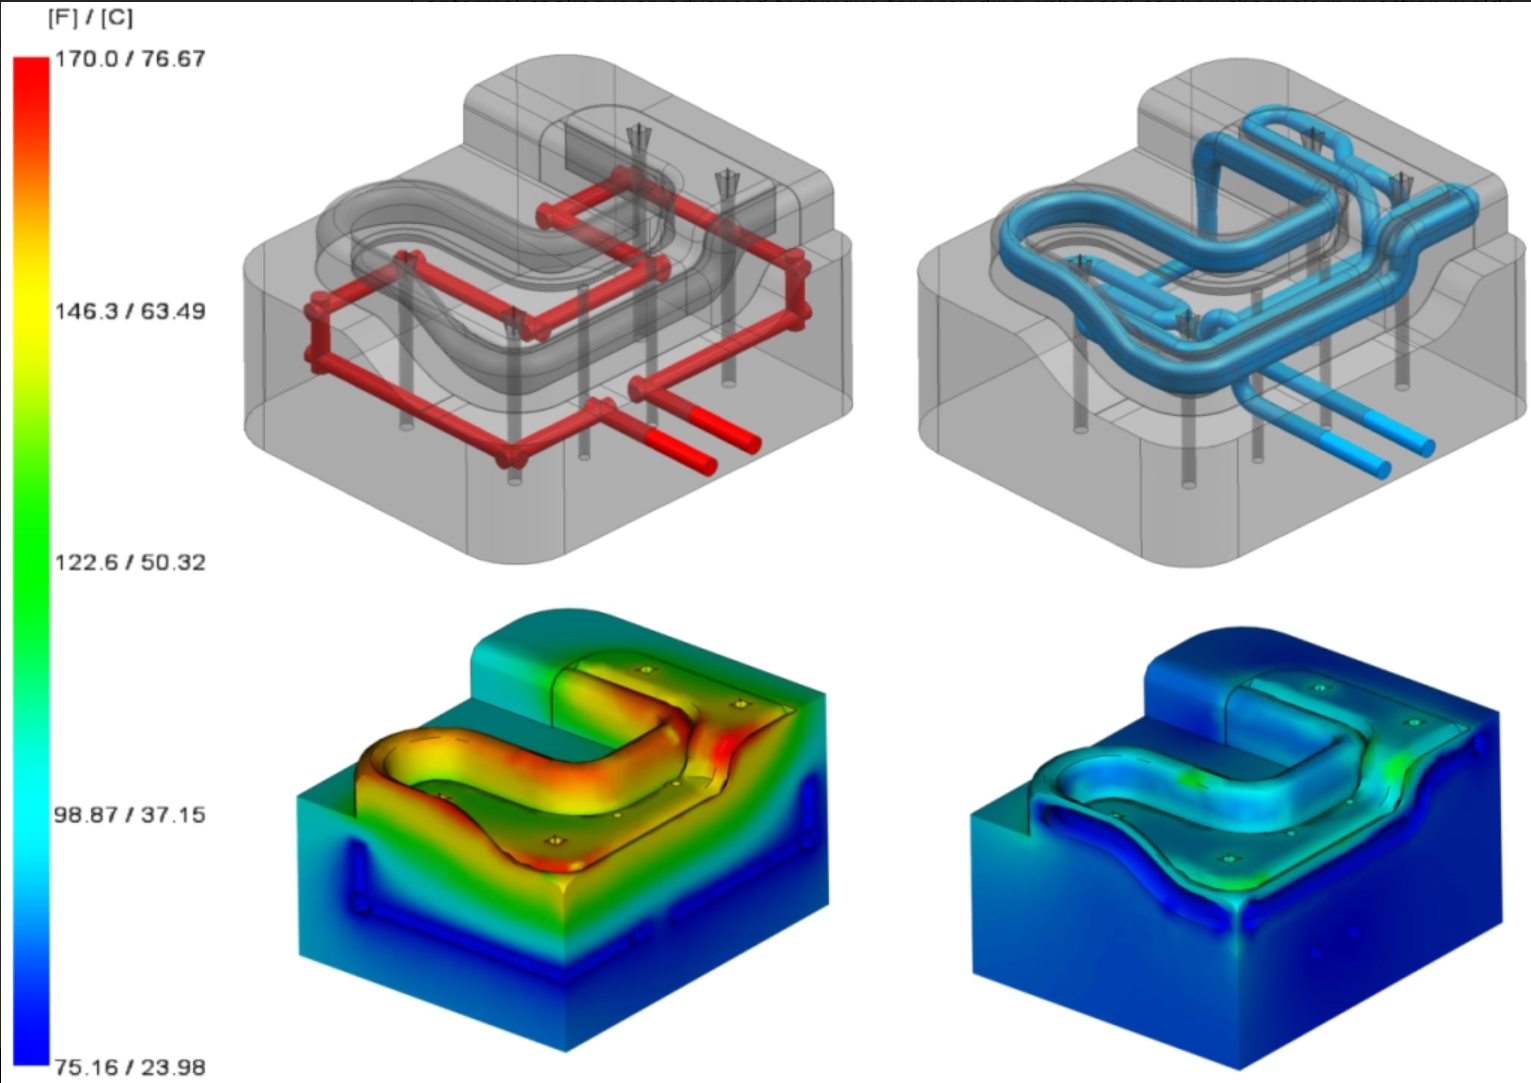 [F] / [C]
170.0 / 76.67
146.3 / 63.49
122.6 / 50.32
98.87 / 37.15
75.16 / 23.98